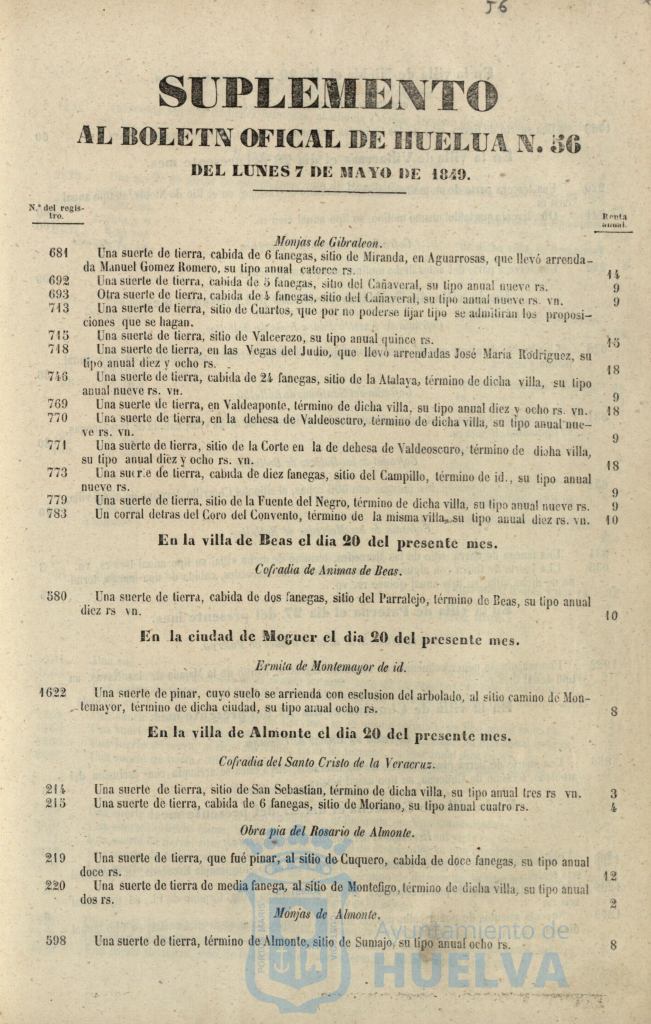 56
SUPLEMENTO
AL BOLETN OFICAL DE HUELUA N. 56
DEL LUNES 7 DE MAYO DE 1849.
N.º del regis-
tro.
Renta
anual.
Monjas de Gibraleon.
681 Una suerte de tierra, cabida de 6 fanegas, sitio de Miranda, en Aguarrosas, que llevó arrenda-
da Manuel Gomez Romero, su tipo anual catorce rs. 14
692 Una suerte de tierra, cabida de 5 fanegas, sitio del Cañaveral, su tipo anual nueve rs. 9
693 Otra suerte de tierra, cabida de 4 fanegas, sitio del Cañaveral, su tipo anual nueve rs. vn. 9
713 Una suerte de tierra, sitio de Cuartos, que por no poderse fijar tipo se admitirán los proposi-
ciones que se hagan.
715 Una suerte de tierra, sitio de Valcerezo, su tipo anual quince rs. 15
718 Una suerte de tierra, en las Vegas del Judio, que llevó arrendadas José María Rodriguez, su
tipo anual diez y ocho rs. 18
746 Una suerte de tierra, cabida de 24 fanegas, sitio de la Atalaya, término de dicha villa, su tipo
anual nueve rs. vn. 9
769 Una suerte de tierra, en Valdeaponte, término de dicha villa, su tipo anual diez y ocho rs. vn. 18
770 Una suerte de tierra, en la dehesa de Valdeoscuro, término de dicha villa, su tipo anual nue-
ve rs. vn. 9
771 Una suerte de tierra, sitio de la Corte en la de dehesa de Valdeoscuro, término de dicha villa,
su tipo anual diez y ocho rs. vn. 18
773 Una suerte de tierra, cabida de diez fanegas, sitio del Campillo, término de id., su tipo anual
nueve rs. 9
779 Una suerte de tierra, sitio de la Fuente del Negro, término de dicha villa, su tipo anual nueve rs. 9
783 Un corral detras del Coro del Convento, término de la misma villa, su tipo anual diez rs. vn. 10
En la villa de Beas el dia 20 del presente mes.
Cofradia de Animas de Beas.
580 Una suerte de tierra, cabida de dos fanegas, sitio del Parralejo, término de Beas, su tipo anual
diez rs vn. 10
En la ciudad de Moguer el dia 20 del presente mes.
Ermita de Montemayor de id.
1622 Una suerte de pinar, cuyo suelo se arrienda con esclusion del arbolado, al sitio camino de Mon-
temayor, término de dicha ciudad, su tipo anual ocho rs. 8
En la villa de Almonte el dia 20 del presente mes.
Cofradia del Santo Cristo de la Veracruz.
214 Una suerte de tierra, sitio de San Sebastian, término de dicha villa, su tipo anual tres rs vn. 3
215 Una suerte de tierra, cabida de 6 fanegas, sitio de Moriano, su tipo anual cuatro rs. 4
Obra pia del Rosario de Almonte.
219 Una suerte de tierra, que fué pinar, al sitio de Cuquero, cabida de doce fanegas, su tipo anual
doce rs. 12
220 Una suerte de tierra de media fanega, al sitio de Montefigo, término de dicha villa, su tipo anual
dos rs. 2
Monjas de Almonte.
598 Una suerte de tierra, término de Almonte, sitio de Sumajo, su tipo anual ocho rs. 8
Ayuntamiento de
HUELVA